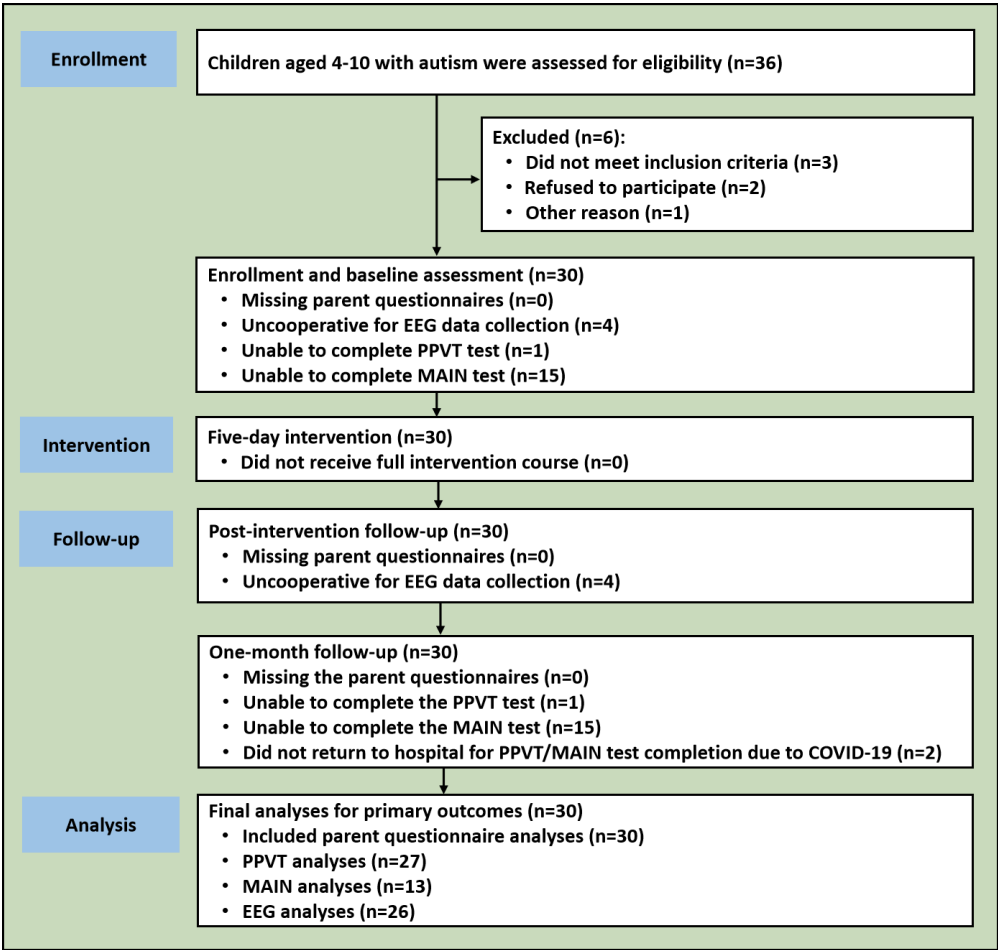 Enrollment
Children aged 4-10 with autism were assessed for eligibility (n=36)
Excluded (n=6):
• Did not meet inclusion criteria (n=3)
• Refused to participate (n=2)
• Other reason (n=1)
Enrollment and baseline assessment (n=30)
• Missing parent questionnaires (n=0)
• Uncooperative for EEG data collection (n=4)
• Unable to complete PPVT test (n=1)
• Unable to complete MAIN test (n=15)
Intervention
Five-day intervention (n=30)
• Did not receive full intervention course (n=0)
Follow-up
Post-intervention follow-up (n=30)
• Missing parent questionnaires (n=0)
• Uncooperative for EEG data collection (n=4)
One-month follow-up (n=30)
• Missing the parent questionnaires (n=0)
• Unable to complete the PPVT test (n=1)
• Unable to complete the MAIN test (n=15)
• Did not return to hospital for PPVT/MAIN test completion due to COVID-19 (n=2)
Analysis
Final analyses for primary outcomes (n=30)
• Included parent questionnaire analyses (n=30)
• PPVT analyses (n=27)
• MAIN analyses (n=13)
• EEG analyses (n=26)